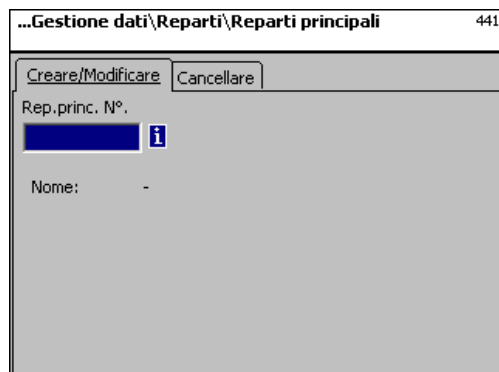 ...Gestione dati\Reparti\Reparti principali 441
Creare/Modificare Cancellare
Rep.princ. N°.
i
Nome: -